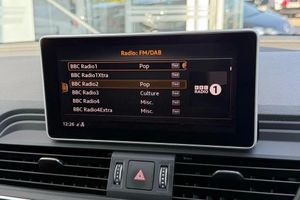 Radio: FM/DAB
BBC Radio1 Pop
BBC Radio1Xtra
BBC Radio2 Pop
BBC Radio3 Culture
BBC Radio4 Misc.
BBC Radio4Extra Misc.
BBC
RADIO 1
12:26